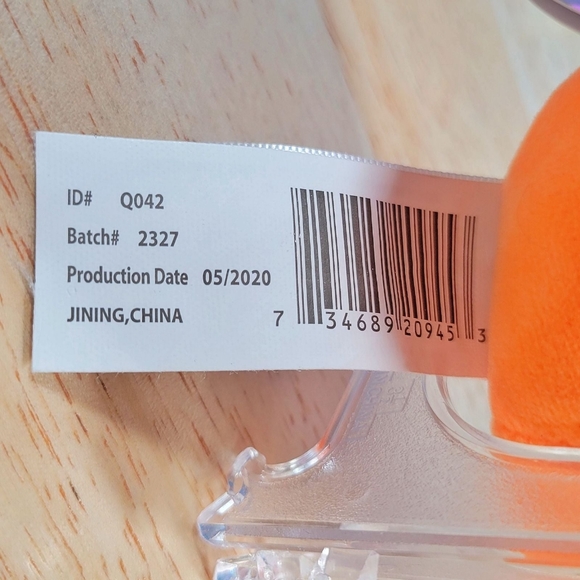 ID# Q042
Batch# 2327
Production Date 05/2020
JINING,CHINA
7 34689 20945 3